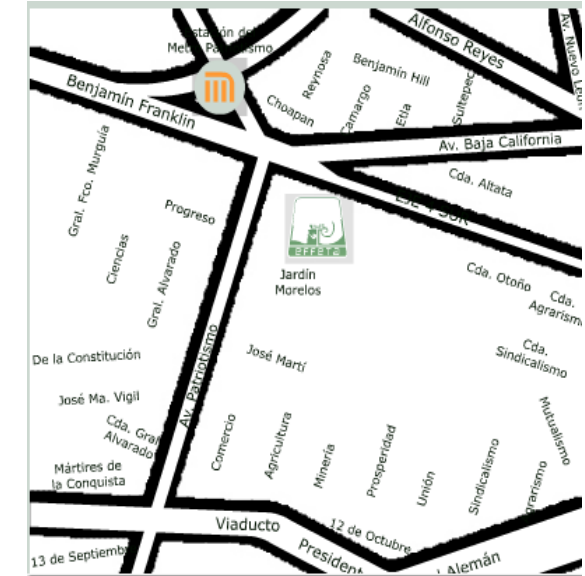 Alfonso Reyes
Av. Nuevo León
Estación de
Metro Patriotismo
Reynosa
Benjamín Hill
Benjamín Franklin
Choapan
Camargo
Etla
Sultepec
Av. Baja California
Gral. Fco. Murguía
Cda. Altata
EJE 4 SUR
Progreso
Ciencias
Gral. Alvarado
EFFETA
Jardín
Morelos
Cda. Otoño
Cda.
Agrarismo
De la Constitución
Av. Patriotismo
José Martí
Cda.
Sindicalismo
José Ma. Vigil
Cda. Gral
Alvarado
Comercio
Agricultura
Minería
Prosperidad
Unión
Sindicalismo
Mutualismo
Agrarismo
Mártires de
la Conquista
Viaducto
12 de Octubre
13 de Septiembre
President
Alemán